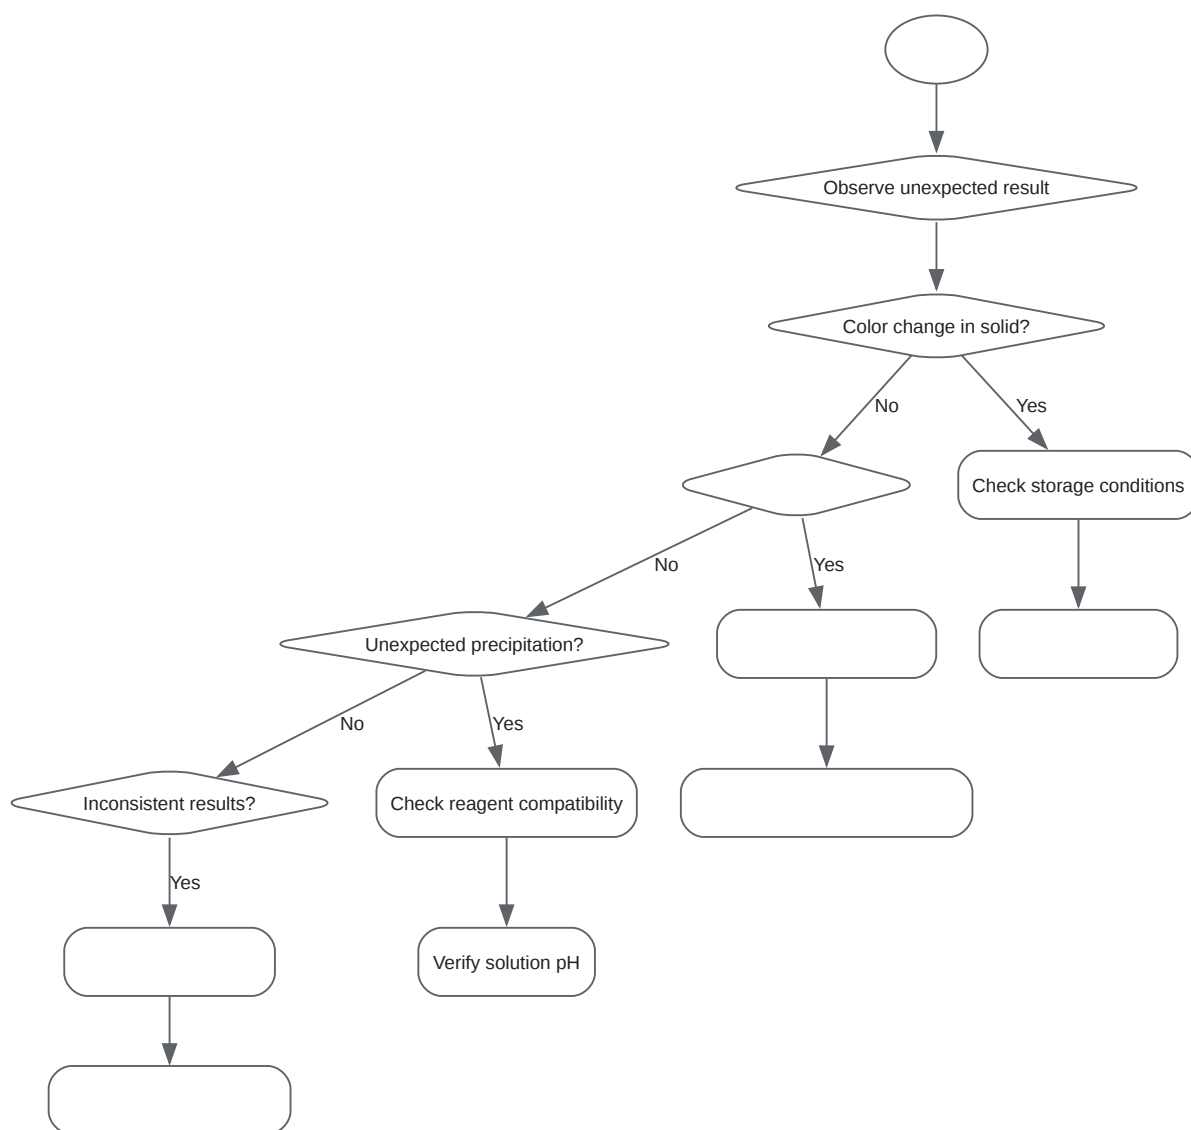 Observe unexpected result
Color change in solid?
No
Yes
Check storage conditions
No
Yes
Unexpected precipitation?
No
Yes
Inconsistent results?
Check reagent compatibility
Yes
Verify solution pH